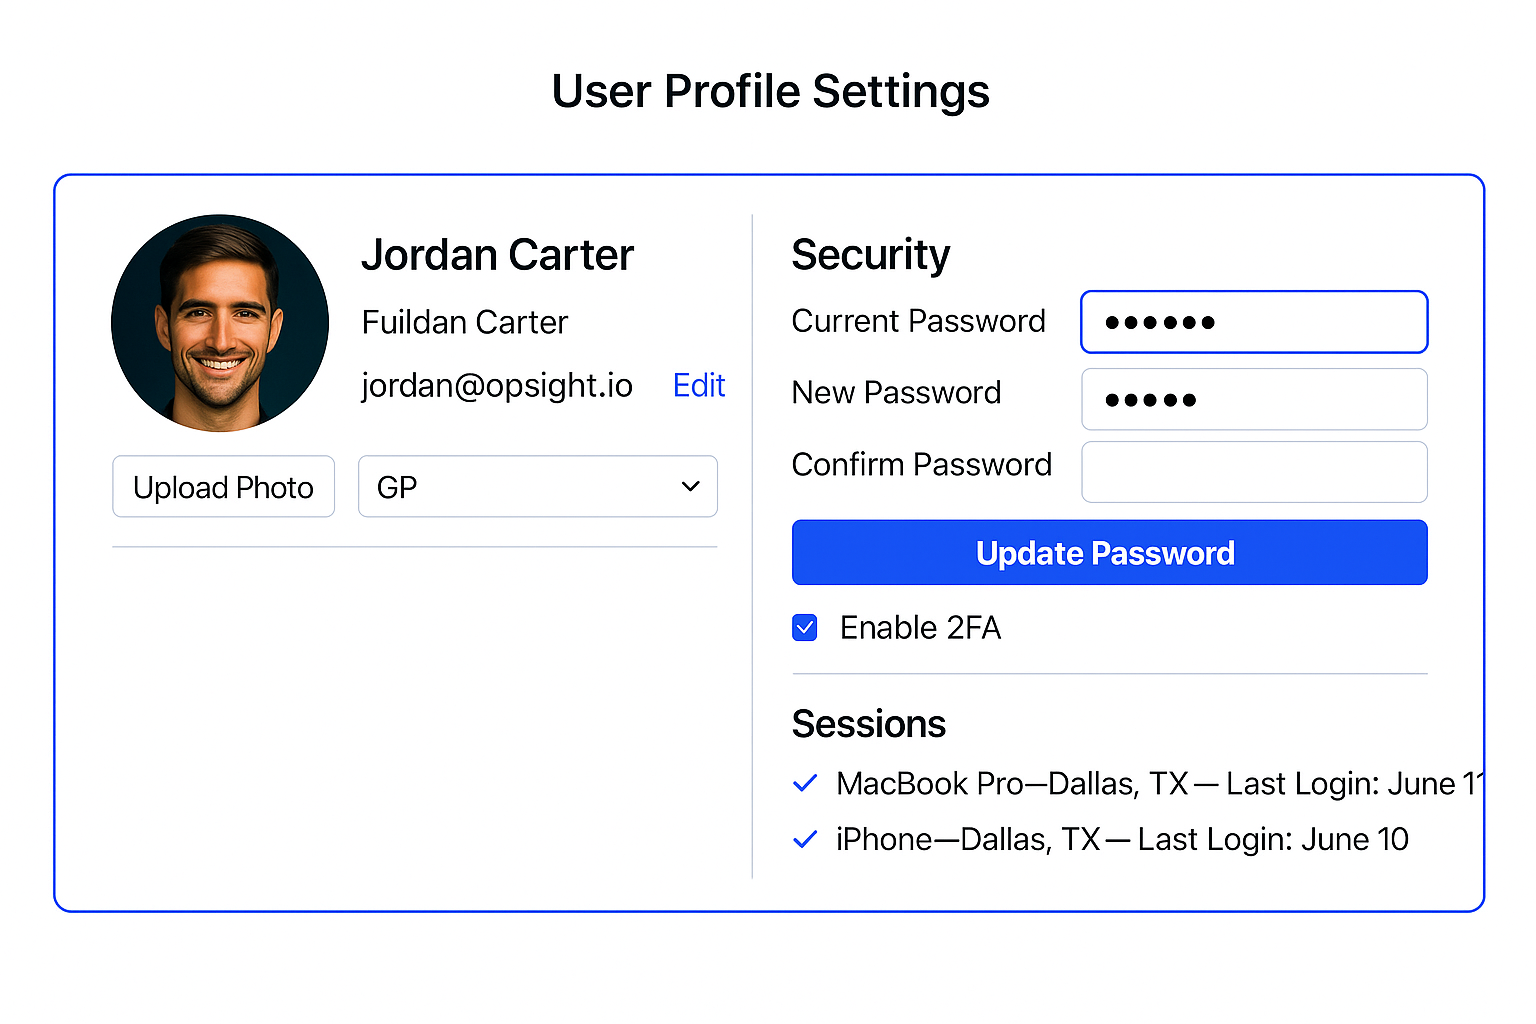 User Profile Settings
Jordan Carter
Fuildan Carter
jordan@opsight.io Edit
Upload Photo
GP
Security
Current Password ••••••
New Password •••••
Confirm Password
Update Password
Enable 2FA
Sessions
MacBook Pro—Dallas, TX — Last Login: June 11
iPhone—Dallas, TX — Last Login: June 10